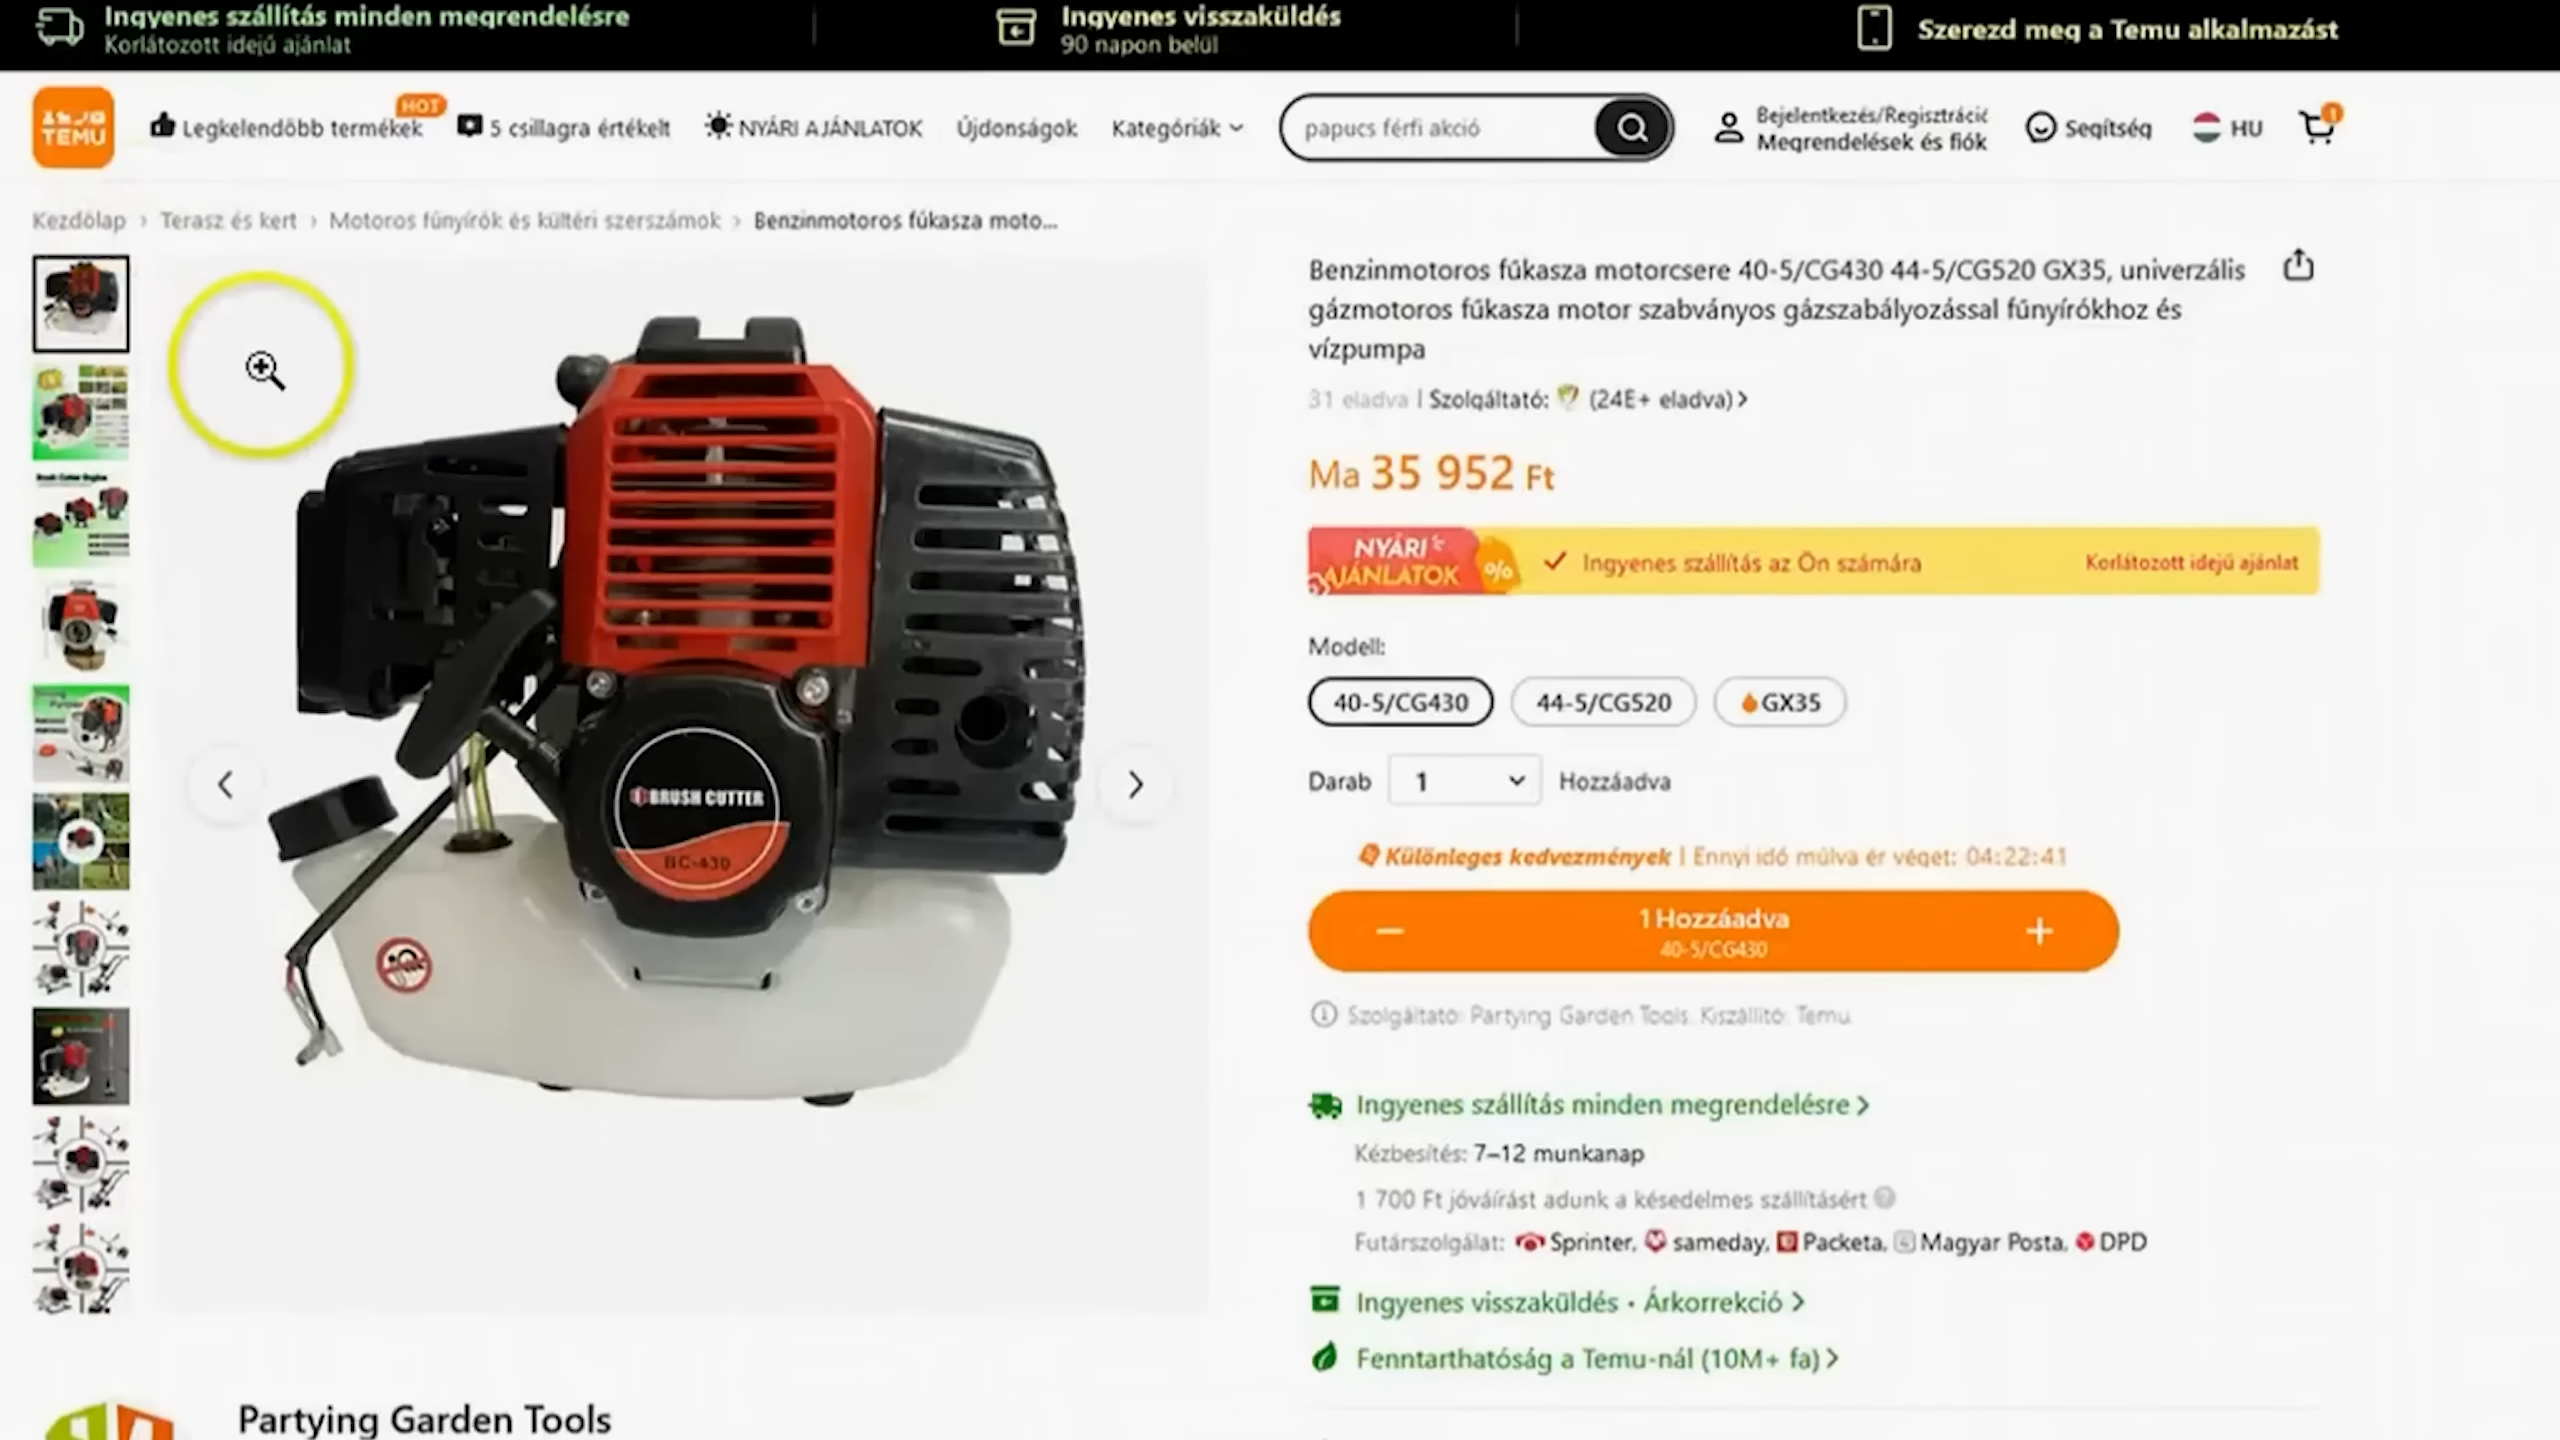 Ingyenes szállítás minden megrendelésre
Korlátozott idejű ajánlat
Ingyenes visszaküldés
90 napon belül
Szerezd meg a Temu alkalmazást
TEMU
Legkelendőbb termékek
HOT
5 csillagra értékelt
NYÁRI AJÁNLATOK
Újdonságok
Kategóriák
papucs férfi akció
Bejelentkezés/Regisztráció
Megrendelések és fiók
Segítség
HU
1
Kezdőlap › Terasz és kert › Motoros fűnyírók és kültéri szerszámok › Benzinmotoros fűkasza moto...
Benzinmotoros fűkasza motorcsere 40-5/CG430 44-5/CG520 GX35, univerzális
gázmotoros fűkasza motor szabványos gázszabályozással fűnyírókhoz és
vízpumpa
31 eladva | Szolgáltató: (24E+ eladva)
Ma 35 952 Ft
NYÁRI
AJÁNLATOK
%
Ingyenes szállítás az Ön számára
Korlátozott idejű ajánlat
Modell:
40-5/CG430
44-5/CG520
GX35
Darab 1 Hozzáadva
Különleges kedvezmények | Ennyi idő múlva ér véget: 04:22:41
1 Hozzáadva
40-5/CG430
Szolgáltató: Partying Garden Tools. Kiszállító: Temu.
Ingyenes szállítás minden megrendelésre
Kézbesítés: 7–12 munkanap
1 700 Ft jóváírást adunk a késedelmes szállításért
Futárszolgálat: Sprinter, sameday, Packeta, Magyar Posta, DPD
Ingyenes visszaküldés • Árkorrekció
Fenntarthatóság a Temu-nál (10M+ fa)
BRUSH CUTTER
BC-430
Brush Cutter Engine
Partying Garden Tools